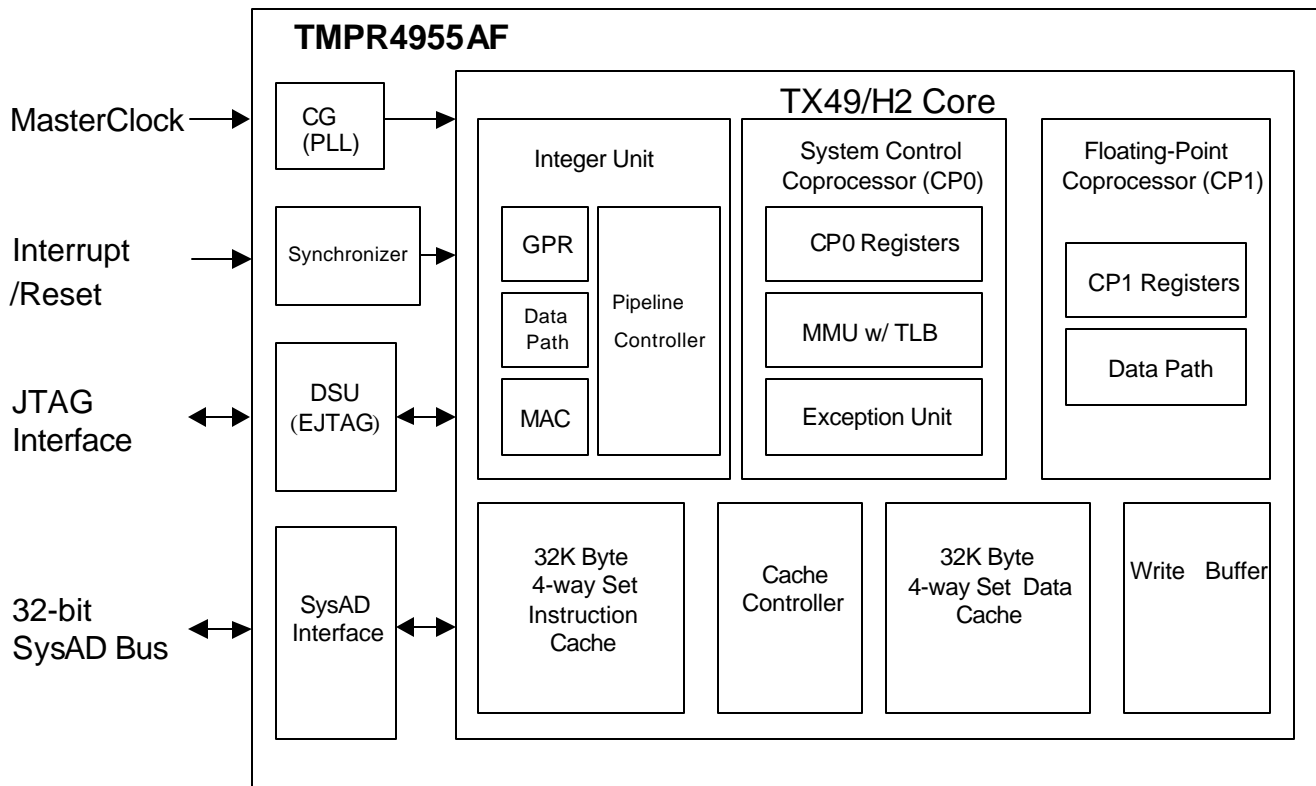 TMPR4955AF
MasterClock
CG
(PLL)
TX49/H2 Core
Integer Unit
GPR
Data
Path
MAC
Pipeline
Controller
System Control
Coprocessor (CP0)
CP0 Registers
MMU w/ TLB
Exception Unit
Floating-Point
Coprocessor (CP1)
CP1 Registers
Data Path
Interrupt
/Reset
Synchronizer
JTAG
Interface
DSU
(EJTAG)
32-bit
SysAD Bus
SysAD
Interface
32K Byte
4-way Set
Instruction
Cache
Cache
Controller
32K Byte
4-way Set Data
Cache
Write Buffer